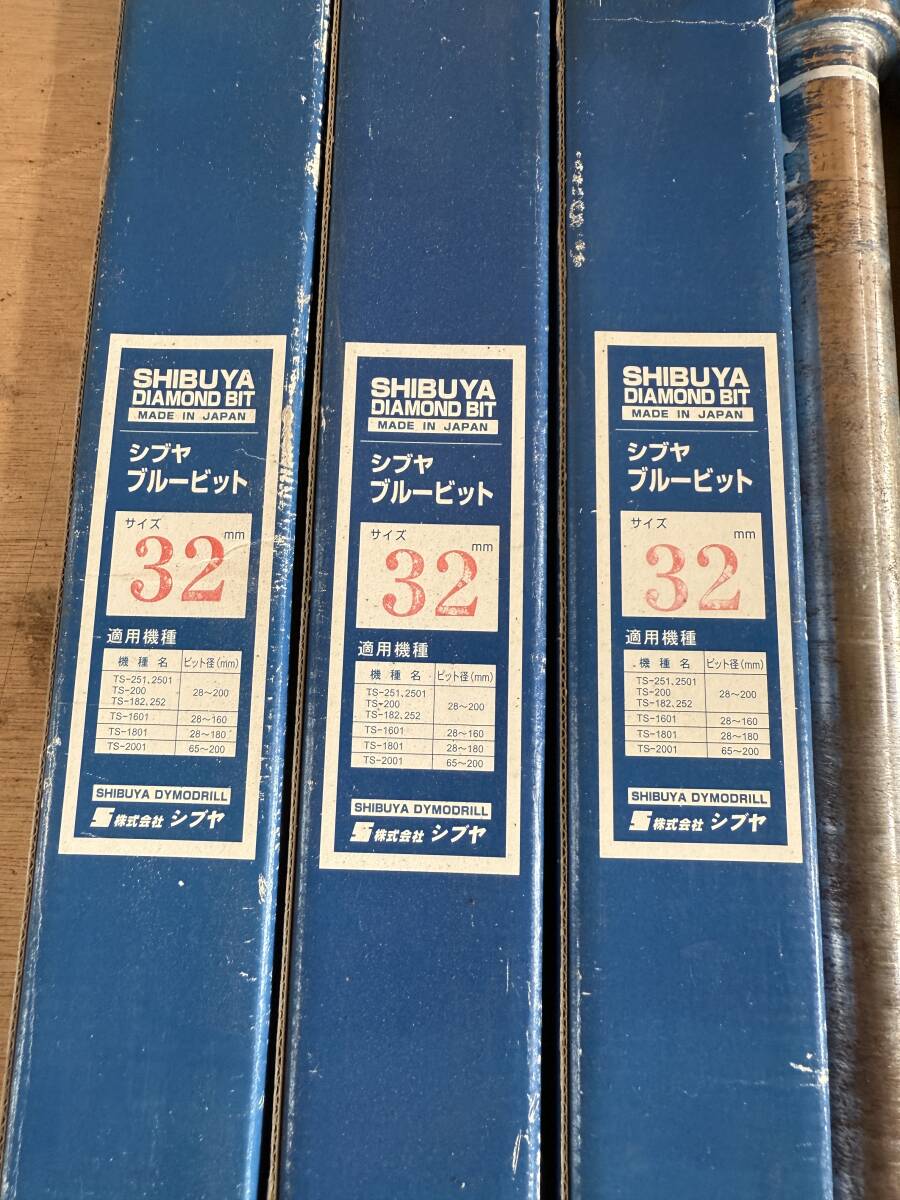 SHIBUYA
DIAMOND BIT
MADE IN JAPAN
シブヤ
ブルービット
サイズ
32 mm
適用機種
機種名 ビット径(mm)
TS-251、2501
TS-200 28〜200
TS-182、252
TS-1601 28〜160
TS-1801 28〜180
TS-2001 65〜200
SHIBUYA DYMODRILL
株式会社 シブヤ
SHIBUYA
DIAMOND BIT
MADE IN JAPAN
シブヤ
ブルービット
サイズ
32 mm
適用機種
機種名 ビット径(mm)
TS-251、2501
TS-200 28〜200
TS-182、252
TS-1601 28〜160
TS-1801 28〜180
TS-2001 65〜200
SHIBUYA DYMODRILL
株式会社 シブヤ
SHIBUYA
DIAMOND BIT
MADE IN JAPAN
シブヤ
ブルービット
サイズ
32 mm
適用機種
機種名 ビット径(mm)
TS-251、2501
TS-200 28〜200
TS-182、252
TS-1601 28〜160
TS-1801 28〜180
TS-2001 65〜200
SHIBUYA DYMODRILL
株式会社 シブヤ